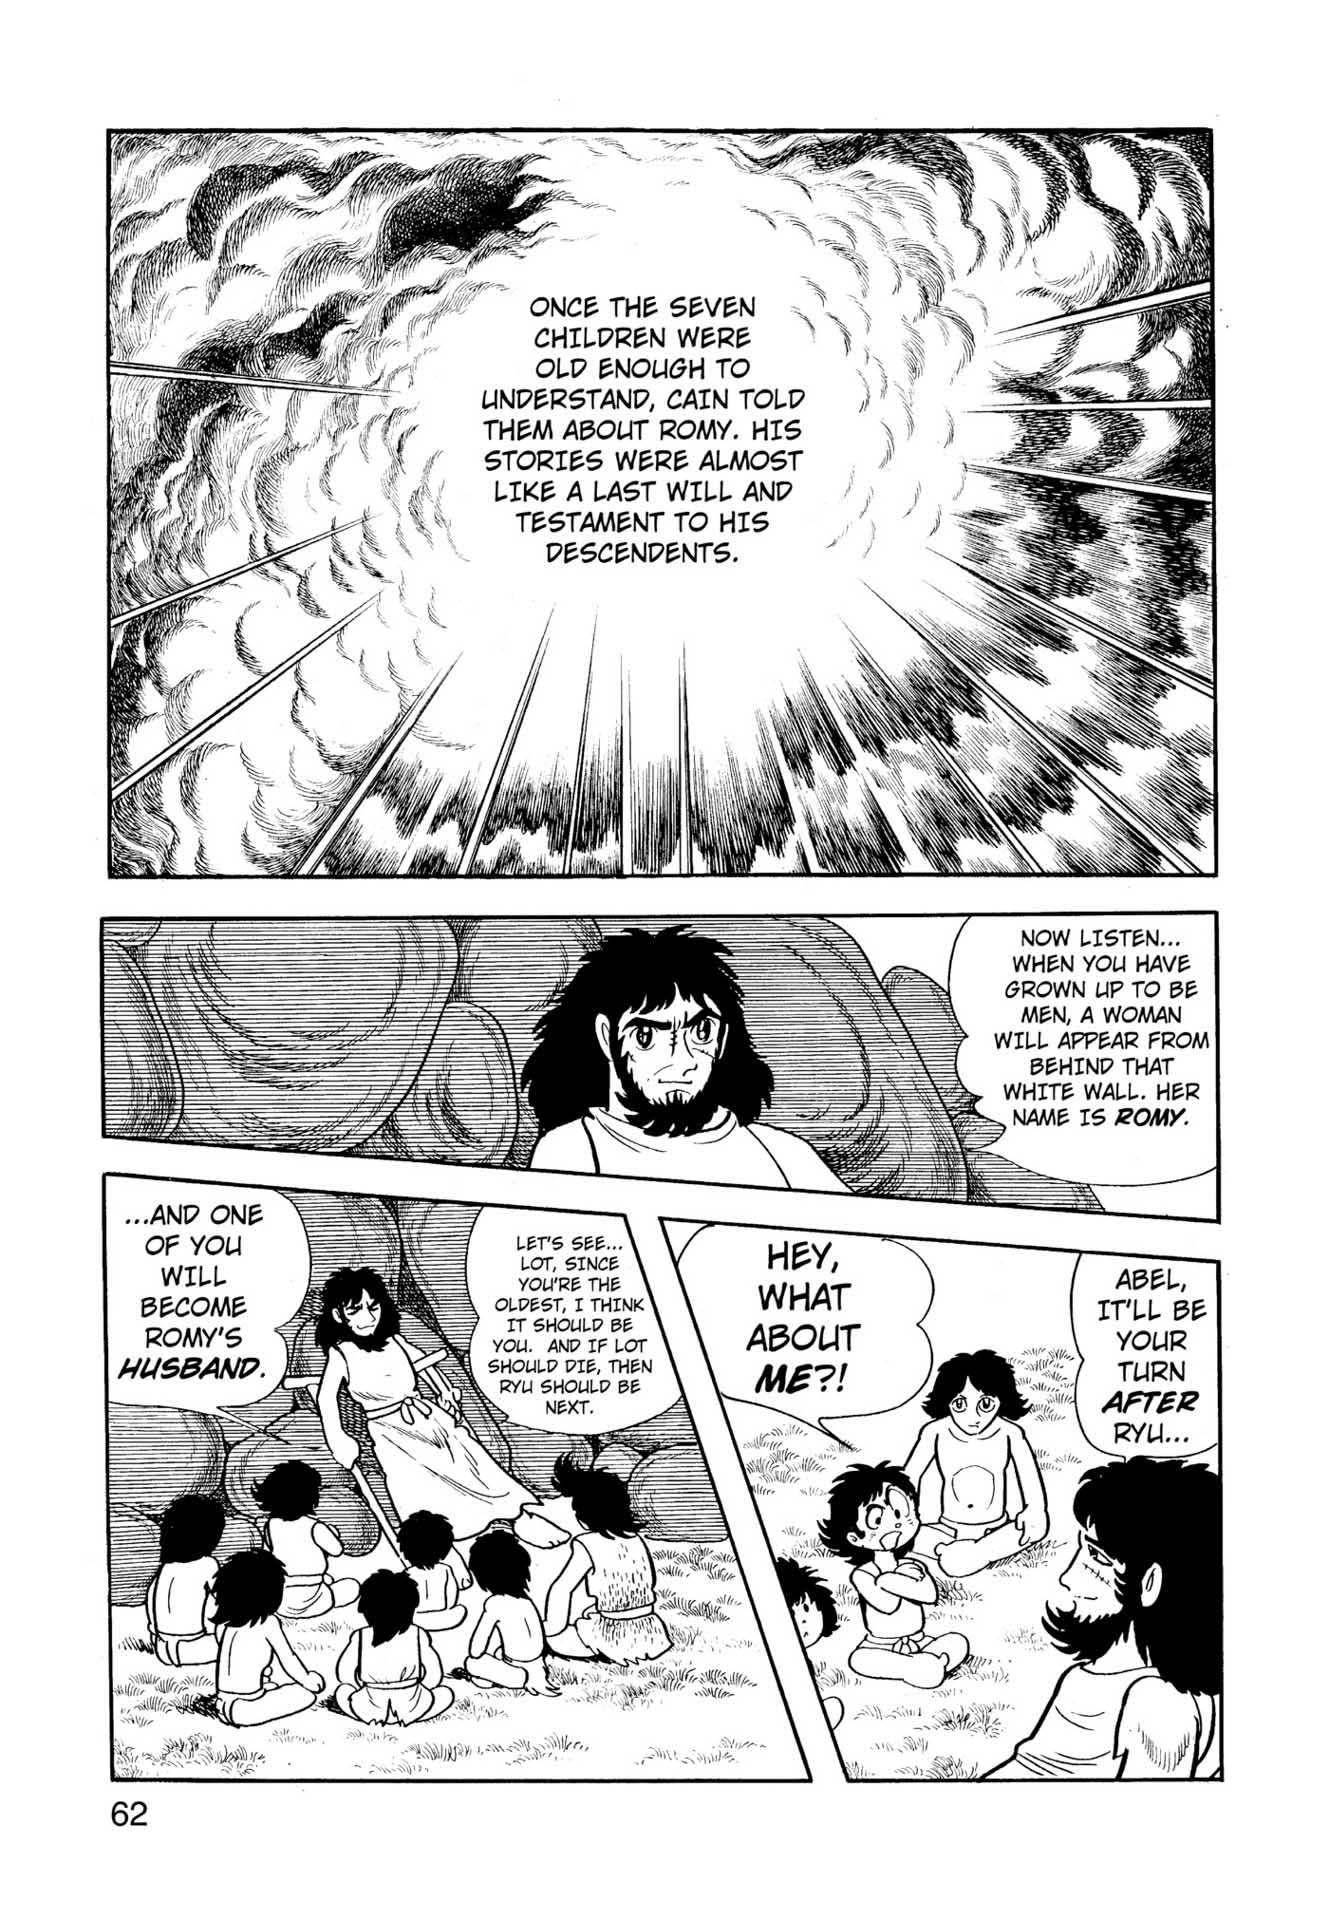 ONCE THE SEVEN
CHILDREN WERE
OLD ENOUGH TO
UNDERSTAND, CAIN TOLD
THEM ABOUT ROMY. HIS
STORIES WERE ALMOST
LIKE A LAST WILL AND
TESTAMENT TO HIS
DESCENDENTS.
NOW LISTEN...
WHEN YOU HAVE
GROWN UP TO BE
MEN, A WOMAN
WILL APPEAR FROM
BEHIND THAT
WHITE WALL. HER
NAME IS ROMY.
...AND ONE
OF YOU
WILL
BECOME
ROMY'S
HUSBAND.
LET'S SEE...
LOT, SINCE
YOU'RE THE
OLDEST, I THINK
IT SHOULD BE
YOU. AND IF LOT
SHOULD DIE, THEN
RYU SHOULD BE
NEXT.
HEY,
WHAT
ABOUT
ME?!
ABEL,
IT'LL BE
YOUR
TURN
AFTER
RYU...
62